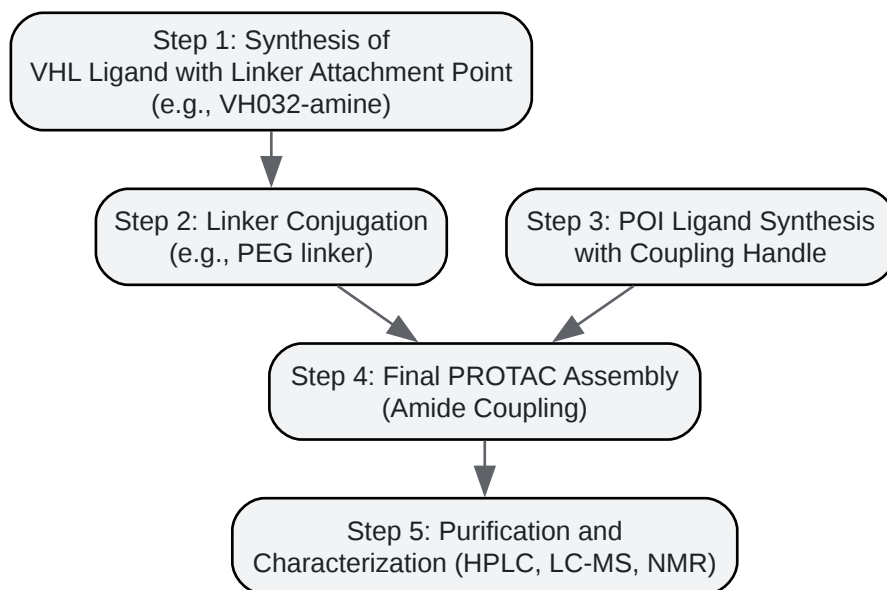 Step 1: Synthesis of
VHL Ligand with Linker Attachment Point
(e.g., VH032-amine)
Step 2: Linker Conjugation
(e.g., PEG linker)
Step 3: POI Ligand Synthesis
with Coupling Handle
Step 4: Final PROTAC Assembly
(Amide Coupling)
Step 5: Purification and
Characterization (HPLC, LC-MS, NMR)